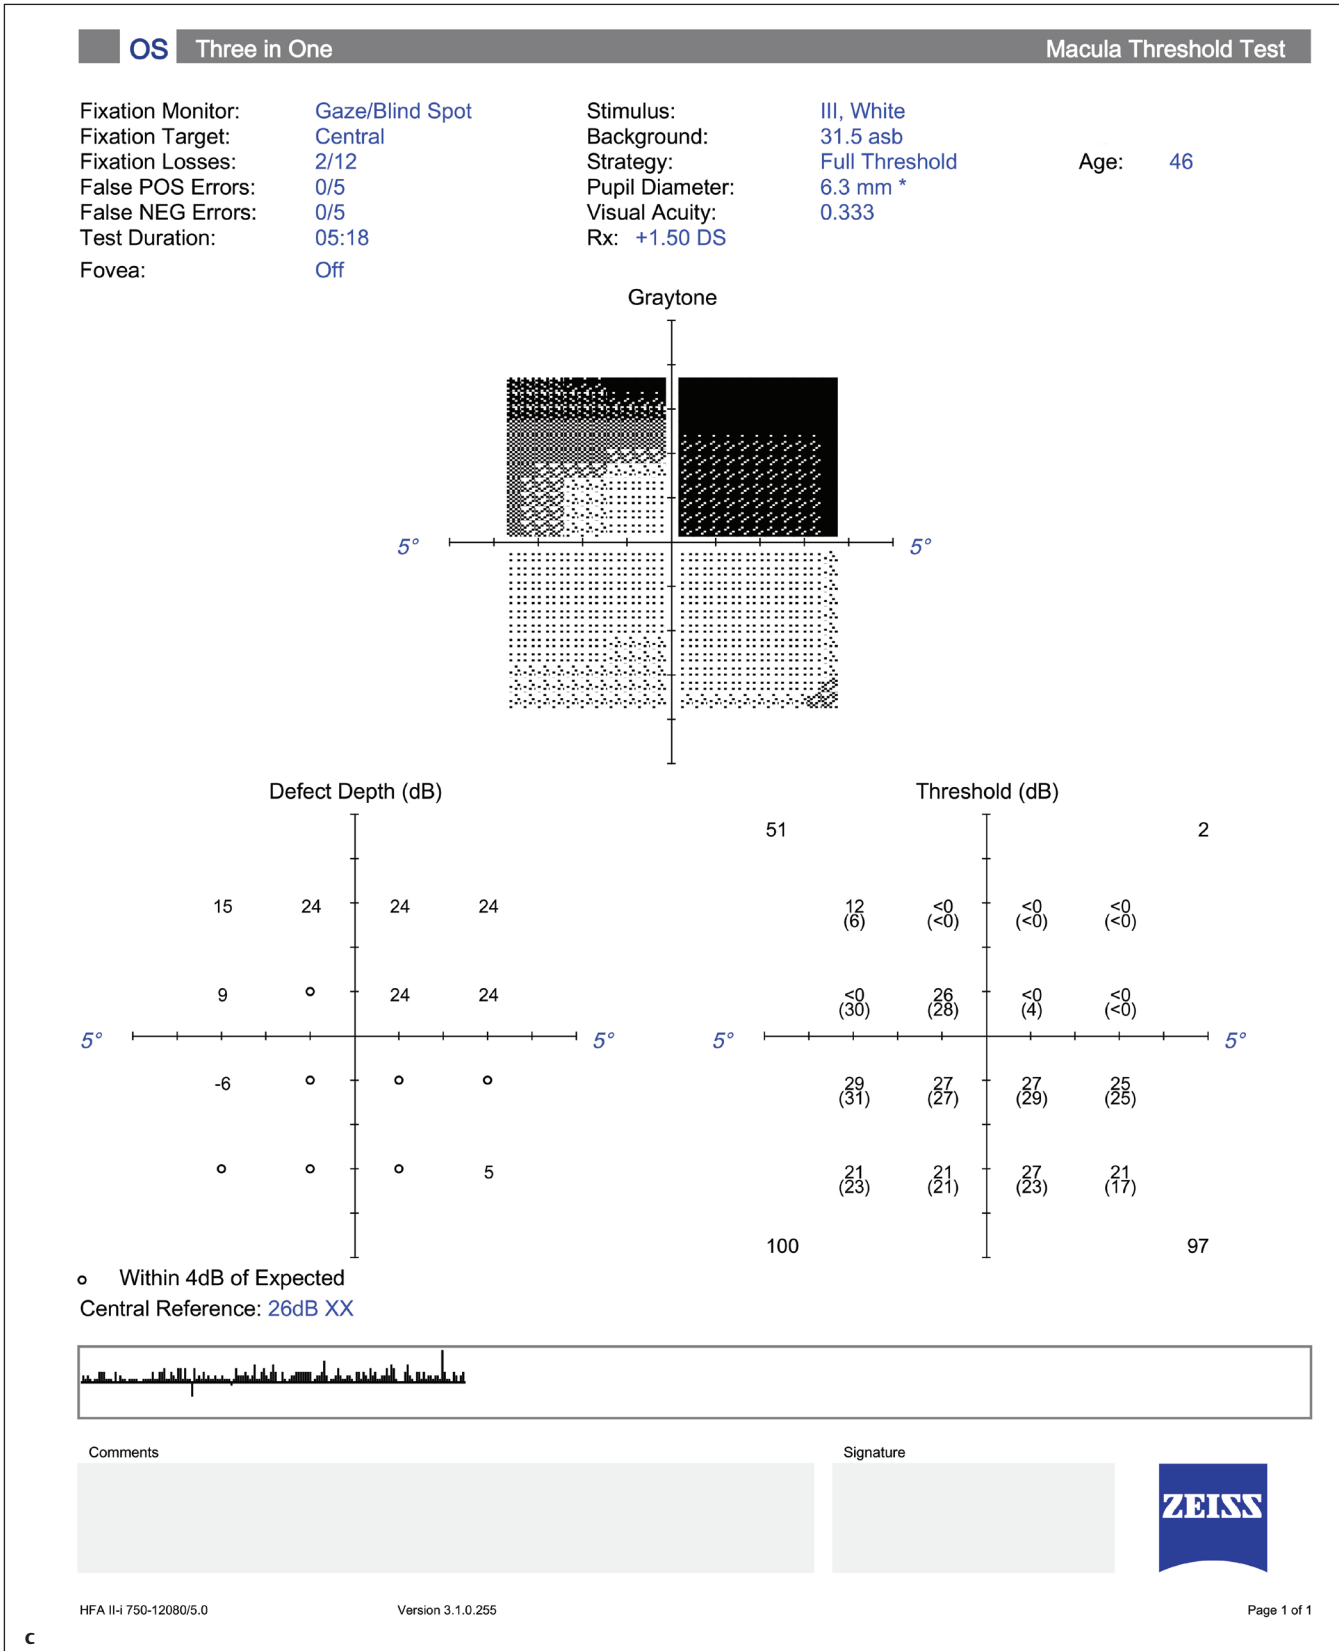 OS Three in One Macula Threshold Test
Fixation Monitor: Gaze/Blind Spot Stimulus: III, White
Fixation Target: Central Background: 31.5 asb
Fixation Losses: 2/12 Strategy: Full Threshold Age: 46
False POS Errors: 0/5 Pupil Diameter: 6.3 mm *
False NEG Errors: 0/5 Visual Acuity: 0.333
Test Duration: 05:18 Rx: +1.50 DS
Fovea: Off
Graytone
5° 5°
Defect Depth (dB) Threshold (dB)
51 2
15 24 24 24 12 <0 <0 <0
(6) (<0) (<0) (<0)
9 24 24 <0 26 <0 <0
(30) (28) (4) (<0)
5° 5° 5° 5°
-6 29 27 27 25
(31) (27) (29) (25)
5 21 21 27 21
(23) (21) (23) (17)
100 97
Within 4dB of Expected
Central Reference: 26dB XX
Comments Signature
ZEISS
HFA II-i 750-12080/5.0 Version 3.1.0.255 Page 1 of 1
c